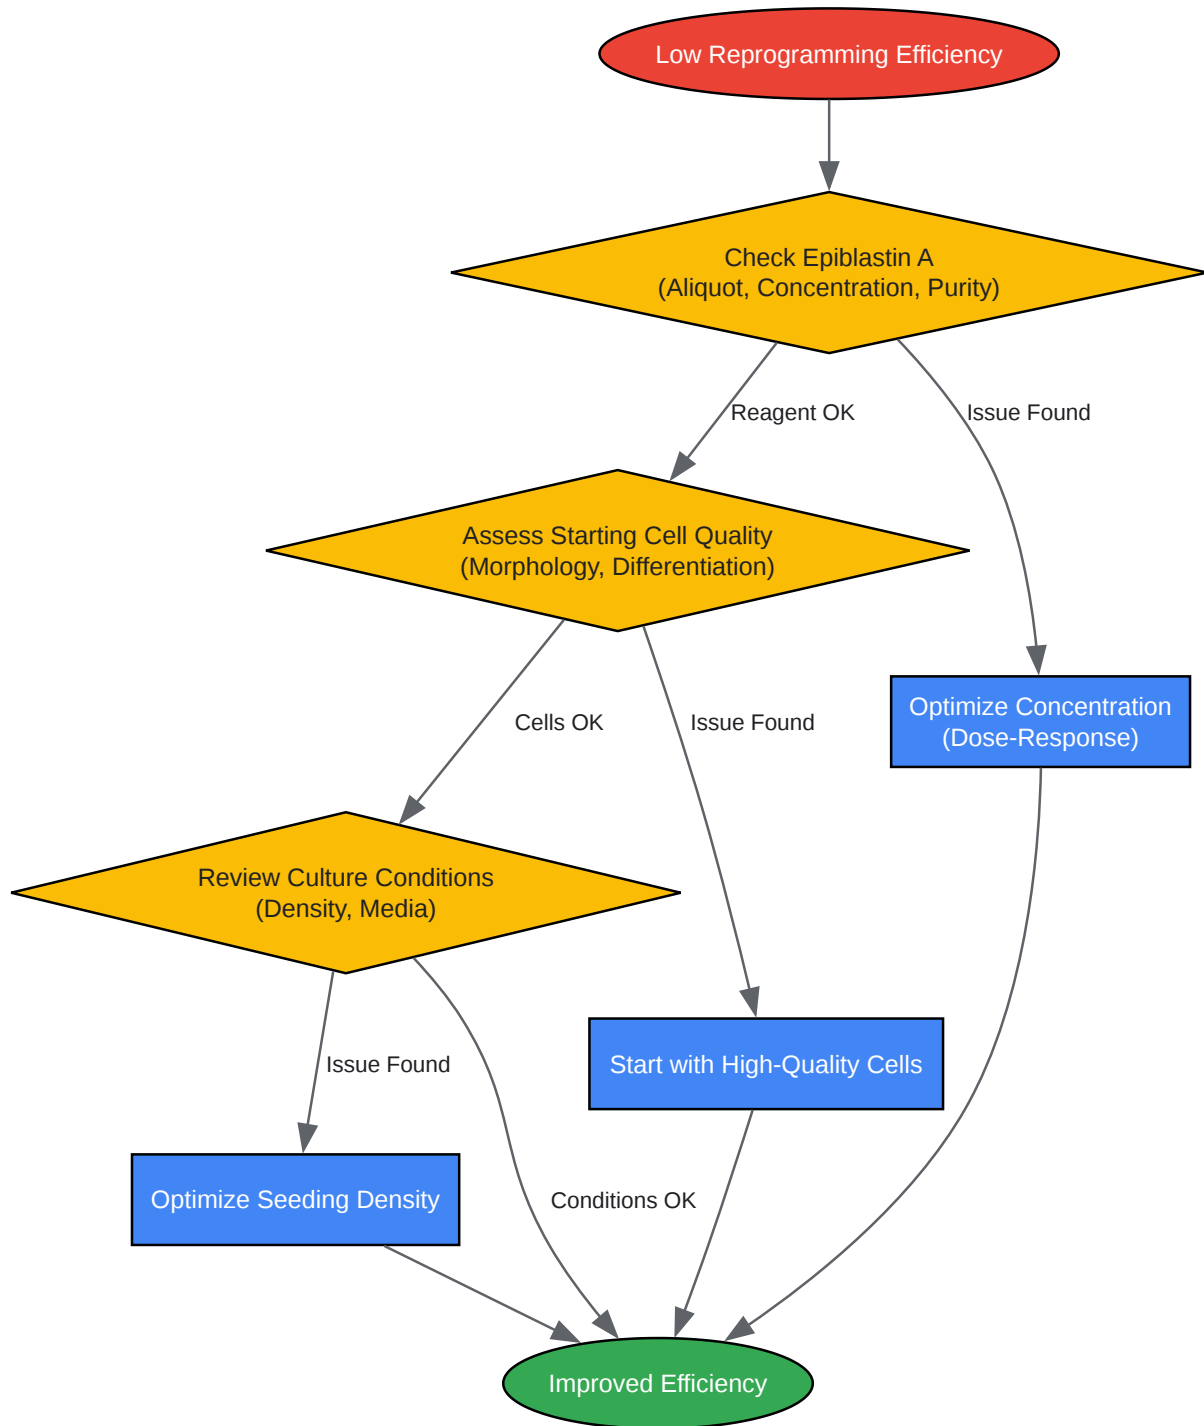 Low Reprogramming Efficiency
Check Epiblastin A
(Aliquot, Concentration, Purity)
Reagent OK
Issue Found
Assess Starting Cell Quality
(Morphology, Differentiation)
Cells OK
Issue Found
Optimize Concentration
(Dose-Response)
Review Culture Conditions
(Density, Media)
Issue Found
Start with High-Quality Cells
Optimize Seeding Density
Conditions OK
Improved Efficiency